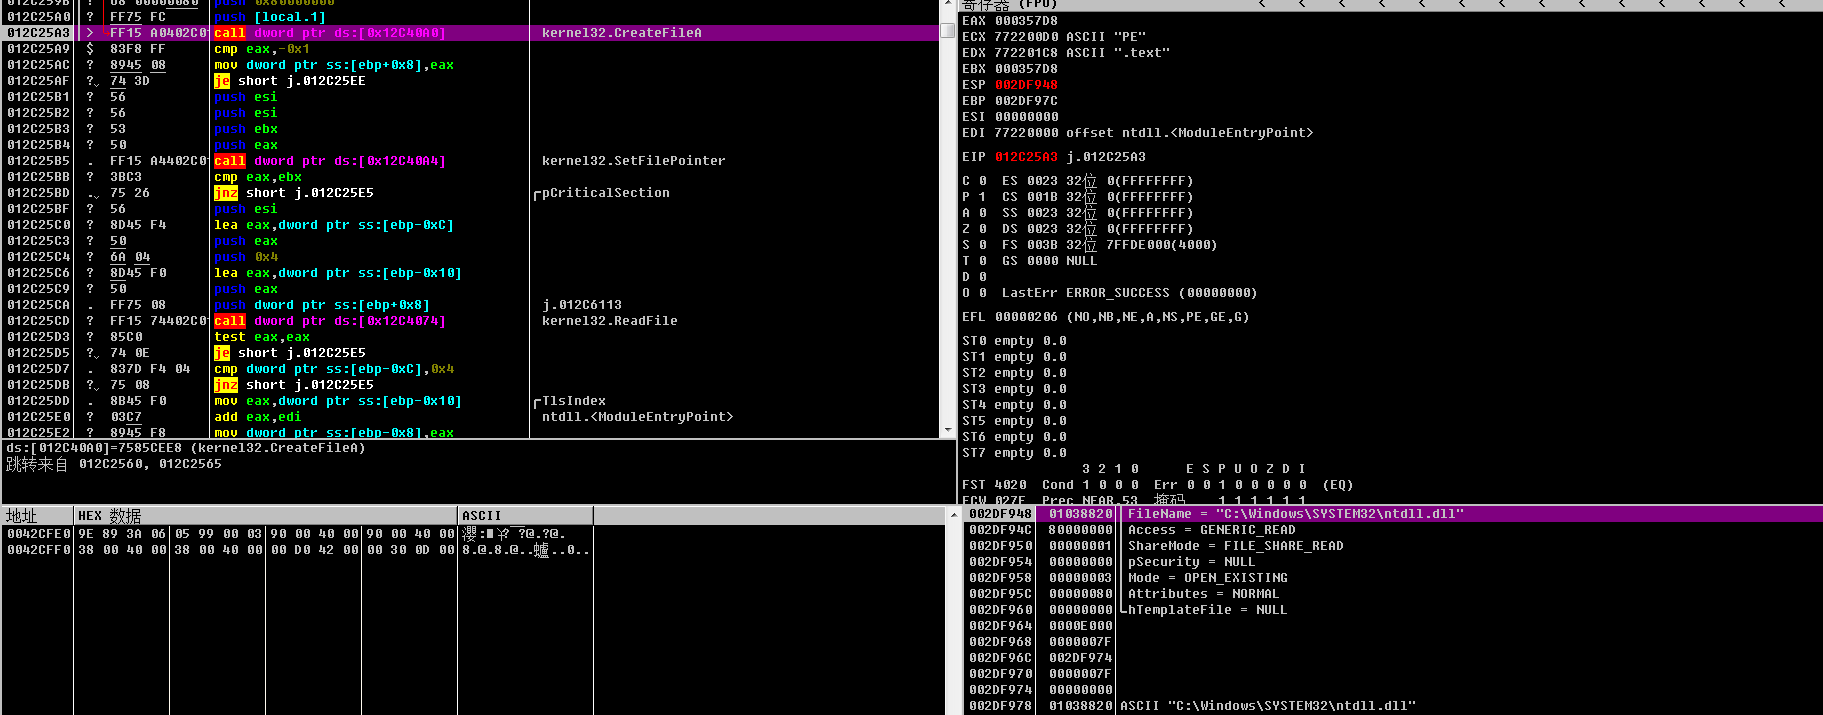 012C259B ? 68 00000080 push 0x80000000
012C25A0 ? FF75 FC push [local.1]
012C25A3 > FF15 A0402C01 call dword ptr ds:[0x12C40A0] kernel32.CreateFileA
012C25A9 $ 83F8 FF cmp eax,-0x1
012C25AC ? 8945 08 mov dword ptr ss:[ebp+0x8],eax
012C25AF ? 74 3D je short j.012C25EE
012C25B1 ? 56 push esi
012C25B2 ? 56 push esi
012C25B3 ? 53 push ebx
012C25B4 ? 50 push eax
012C25B5 . FF15 A4402C01 call dword ptr ds:[0x12C40A4] kernel32.SetFilePointer
012C25BB ? 3BC3 cmp eax,ebx
012C25BD . 75 26 jnz short j.012C25E5 pCriticalSection
012C25BF ? 56 push esi
012C25C0 ? 8D45 F4 lea eax,dword ptr ss:[ebp-0xC]
012C25C3 ? 50 push eax
012C25C4 ? 6A 04 push 0x4
012C25C6 ? 8D45 F0 lea eax,dword ptr ss:[ebp-0x10]
012C25C9 ? 50 push eax
012C25CA . FF75 08 push dword ptr ss:[ebp+0x8] j.012C6113
012C25CD ? FF15 74402C01 call dword ptr ds:[0x12C4074] kernel32.ReadFile
012C25D3 ? 85C0 test eax,eax
012C25D5 ? 74 0E je short j.012C25E5
012C25D7 . 837D F4 04 cmp dword ptr ss:[ebp-0xC],0x4
012C25DB ? 75 08 jnz short j.012C25E5
012C25DD . 8B45 F0 mov eax,dword ptr ss:[ebp-0x10] TlsIndex
012C25E0 ? 03C7 add eax,edi ntdll.<ModuleEntryPoint>
012C25E2 ? 8945 F8 mov dword ptr ss:[ebp-0x8],eax
ds:[012C40A0]=7585CEE8 (kernel32.CreateFileA)
跳转来自 012C2560, 012C2565
寄存器 (FPU) < < < < < < < < < < < < <
EAX 000357D8
ECX 772200D0 ASCII "PE"
EDX 772201C8 ASCII ".text"
EBX 000357D8
ESP 002DF948
EBP 002DF97C
ESI 00000000
EDI 77220000 offset ntdll.<ModuleEntryPoint>
EIP 012C25A3 j.012C25A3
C 0 ES 0023 32位 0(FFFFFFFF)
P 1 CS 001B 32位 0(FFFFFFFF)
A 0 SS 0023 32位 0(FFFFFFFF)
Z 0 DS 0023 32位 0(FFFFFFFF)
S 0 FS 003B 32位 7FFDE000(4000)
T 0 GS 0000 NULL
D 0
O 0 LastErr ERROR_SUCCESS (00000000)
EFL 00000206 (NO,NB,NE,A,NS,PE,GE,G)
ST0 empty 0.0
ST1 empty 0.0
ST2 empty 0.0
ST3 empty 0.0
ST4 empty 0.0
ST5 empty 0.0
ST6 empty 0.0
ST7 empty 0.0
3 2 1 0 E S P U O Z D I
FST 4020 Cond 1 0 0 0 Err 0 0 1 0 0 0 0 0 (EQ)
FCW 027F Prec NEAR,53 掩码 1 1 1 1 1 1
地址 HEX 数据 ASCII
0042CFE0 9E 89 3A 06 05 99 00 03 90 00 40 00 90 00 40 00
0042CFF0 38 00 40 00 38 00 40 00 00 D0 42 00 00 30 0D 00 8.@.8.@..蠦..0..
002DF948 01038820 FileName = "C:\Windows\SYSTEM32\ntdll.dll"
002DF94C 80000000 Access = GENERIC_READ
002DF950 00000001 ShareMode = FILE_SHARE_READ
002DF954 00000000 pSecurity = NULL
002DF958 00000003 Mode = OPEN_EXISTING
002DF95C 00000080 Attributes = NORMAL
002DF960 00000000 hTemplateFile = NULL
002DF964 0000E000
002DF968 0000007F
002DF96C 002DF974
002DF970 0000007F
002DF974 00000000
002DF978 01038820 ASCII "C:\Windows\SYSTEM32\ntdll.dll"